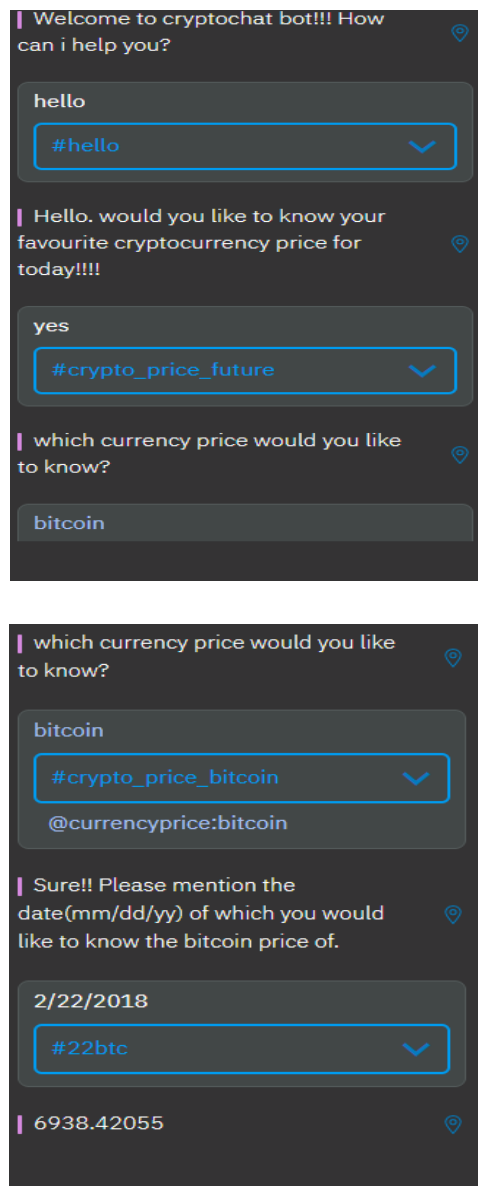 Welcome to cryptochat bot!!! How
can i help you?
hello
#hello
Hello. would you like to know your
favourite cryptocurrency price for
today!!!!
yes
#crypto_price_future
which currency price would you like
to know?
bitcoin
which currency price would you like
to know?
bitcoin
#crypto_price_bitcoin
@currencyprice:bitcoin
Sure!! Please mention the
date(mm/dd/yy) of which you would
like to know the bitcoin price of.
2/22/2018
#22btc
6938.42055